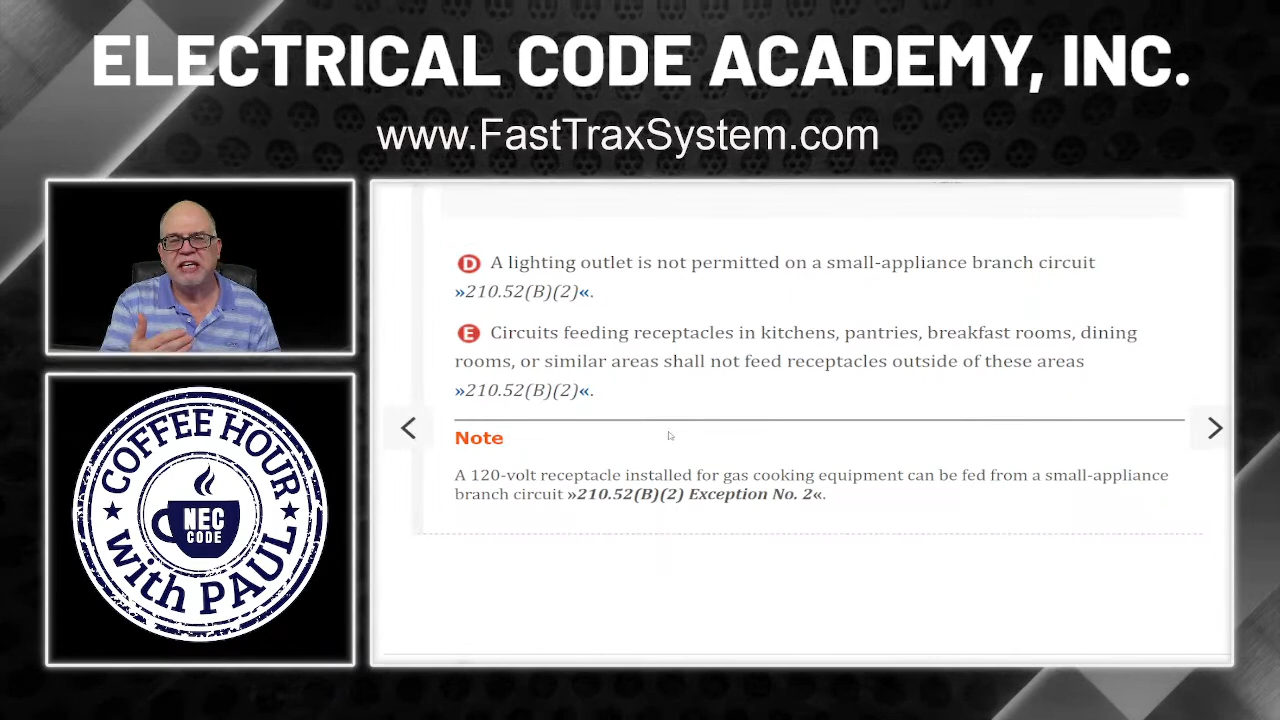 ELECTRICAL CODE ACADEMY, INC.
www.FastTraxSystem.com
D A lighting outlet is not permitted on a small-appliance branch circuit
»210.52(B)(2)«.
E Circuits feeding receptacles in kitchens, pantries, breakfast rooms, dining
rooms, or similar areas shall not feed receptacles outside of these areas
»210.52(B)(2)«.
Note
A 120-volt receptacle installed for gas cooking equipment can be fed from a small-appliance
branch circuit »210.52(B)(2) Exception No. 2«.
COFFEE HOUR
NEC
CODE
with PAUL